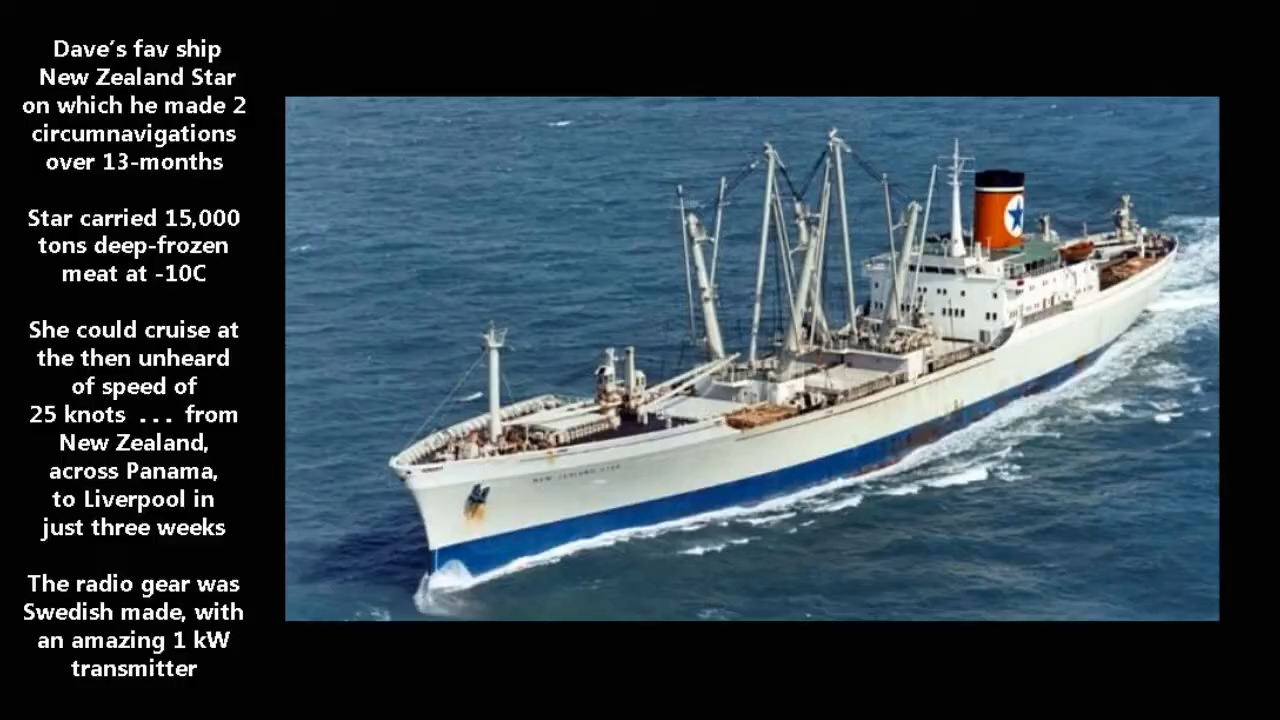 Dave's fav ship
New Zealand Star
on which he made 2
circumnavigations
over 13-months
Star carried 15,000
tons deep-frozen
meat at -10C
She could cruise at
the then unheard
of speed of
25 knots ... from
New Zealand,
across Panama,
to Liverpool in
just three weeks
The radio gear was
Swedish made, with
an amazing 1 kW
transmitter
NEW ZEALAND STAR